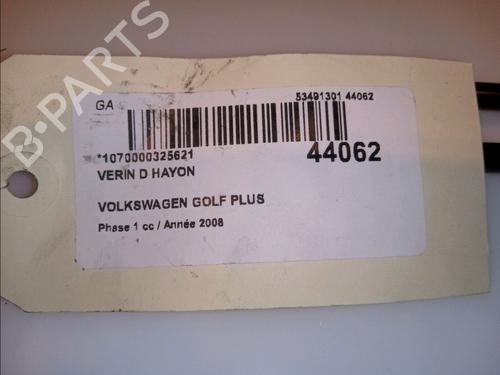 GA
53491301 44062
*1070000325621
44062
VERIN D HAYON
VOLKSWAGEN GOLF PLUS
Phase 1 cc / Année 2008
B-PARTS